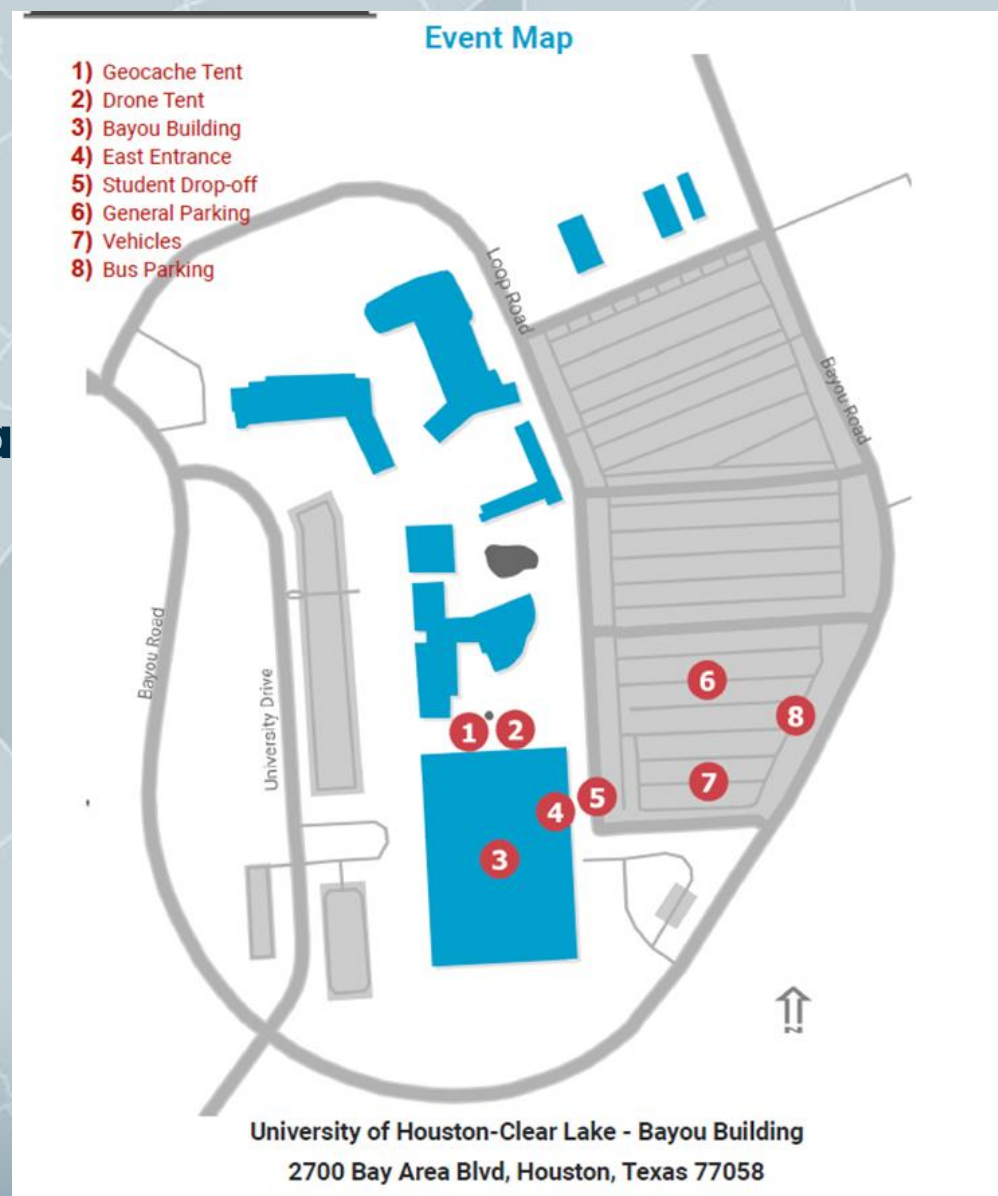 Event Map
1) Geocache Tent
2) Drone Tent
3) Bayou Building
4) East Entrance
5) Student Drop-off
6) General Parking
7) Vehicles
8) Bus Parking
Loop Road
Bayou Road
Bayou Road
University Drive
6
8
1
2
7
5
4
3
N
University of Houston-Clear Lake - Bayou Building
2700 Bay Area Blvd, Houston, Texas 77058